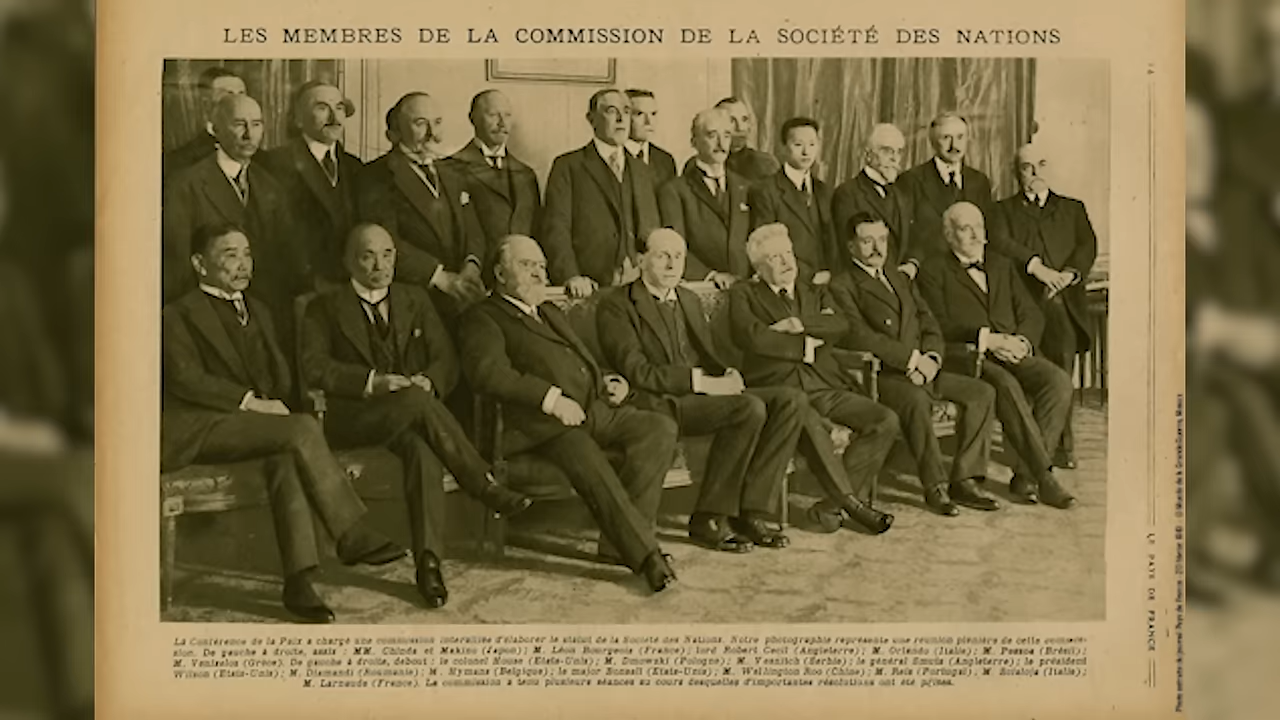 LES MEMBRES DE LA COMMISSION DE LA SOCIÉTÉ DES NATIONS
La Conférence de la Paix a chargé une commission interalliée d'élaborer le statut de la Société des Nations. Notre photographie représente une réunion plénière de cette commis-
sion. De gauche à droite, assis : MM. Chinda et Makino (Japon); M. Léon Bourgeois (France); lord Robert Cecil (Angleterre); M. Orlando (Italie); M. Pessoa (Brésil);
M. Venizelos (Grèce). De gauche à droite, debout : le colonel House (Etats-Unis); M. Dmowski (Pologne); M. Vesnitch (Serbie); le général Smuts (Angleterre); le président
Wilson (Etats-Unis); M. Diamandi (Roumanie); M. Hymans (Belgique); le major Bonsall (Etats-Unis); M. Wellington Koo (Chine); M. Reis (Portugal); M. Scialoja (Italie);
M. Larnaude (France). La commission a tenu plusieurs séances au cours desquelles d'importantes résolutions ont été prises.
LE PAYS DE FRANCE